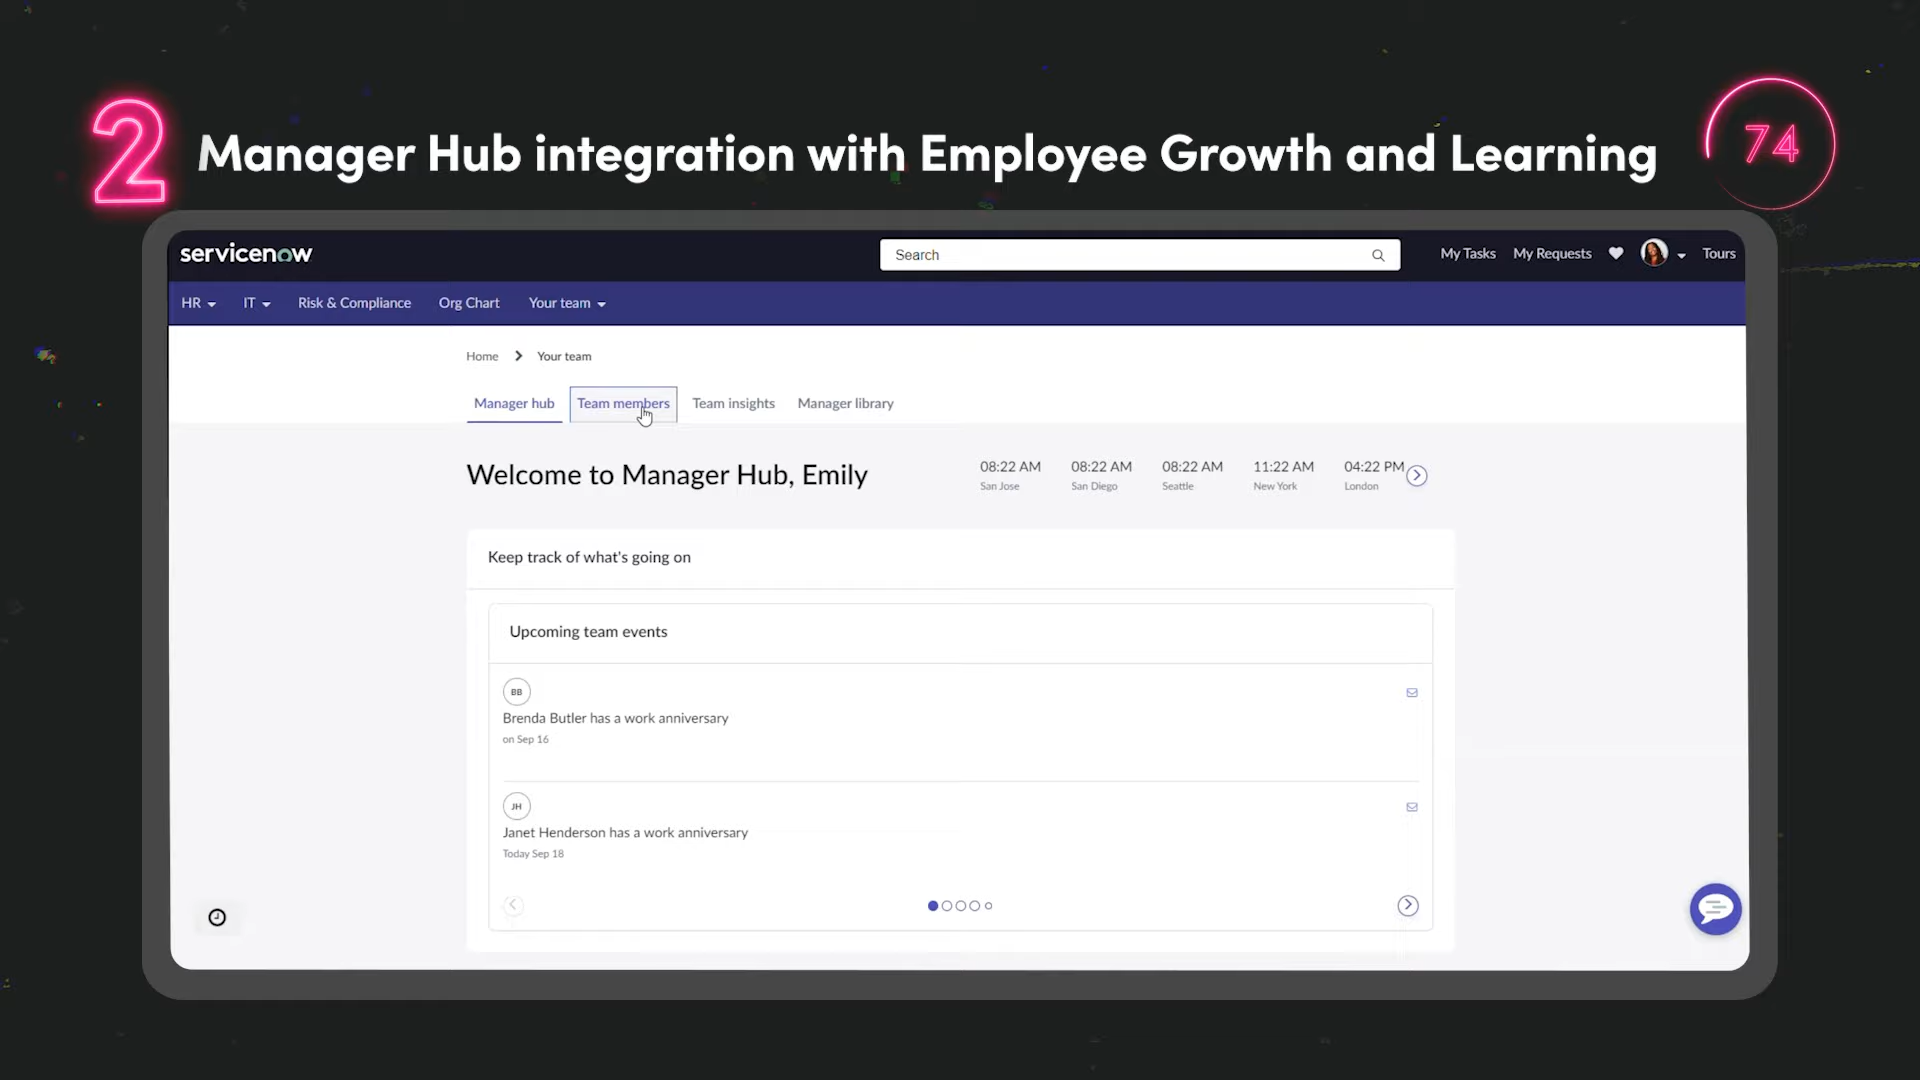 2
Manager Hub integration with Employee Growth and Learning
74
servicenow
Search
My Tasks
My Requests
Tours
HR
IT
Risk & Compliance
Org Chart
Your team
Home
Your team
Manager hub
Team members
Team insights
Manager library
Welcome to Manager Hub, Emily
08:22 AM
San Jose
08:22 AM
San Diego
08:22 AM
Seattle
11:22 AM
New York
04:22 PM
London
Keep track of what's going on
Upcoming team events
BB
Brenda Butler has a work anniversary
on Sep 16
JH
Janet Henderson has a work anniversary
Today Sep 18